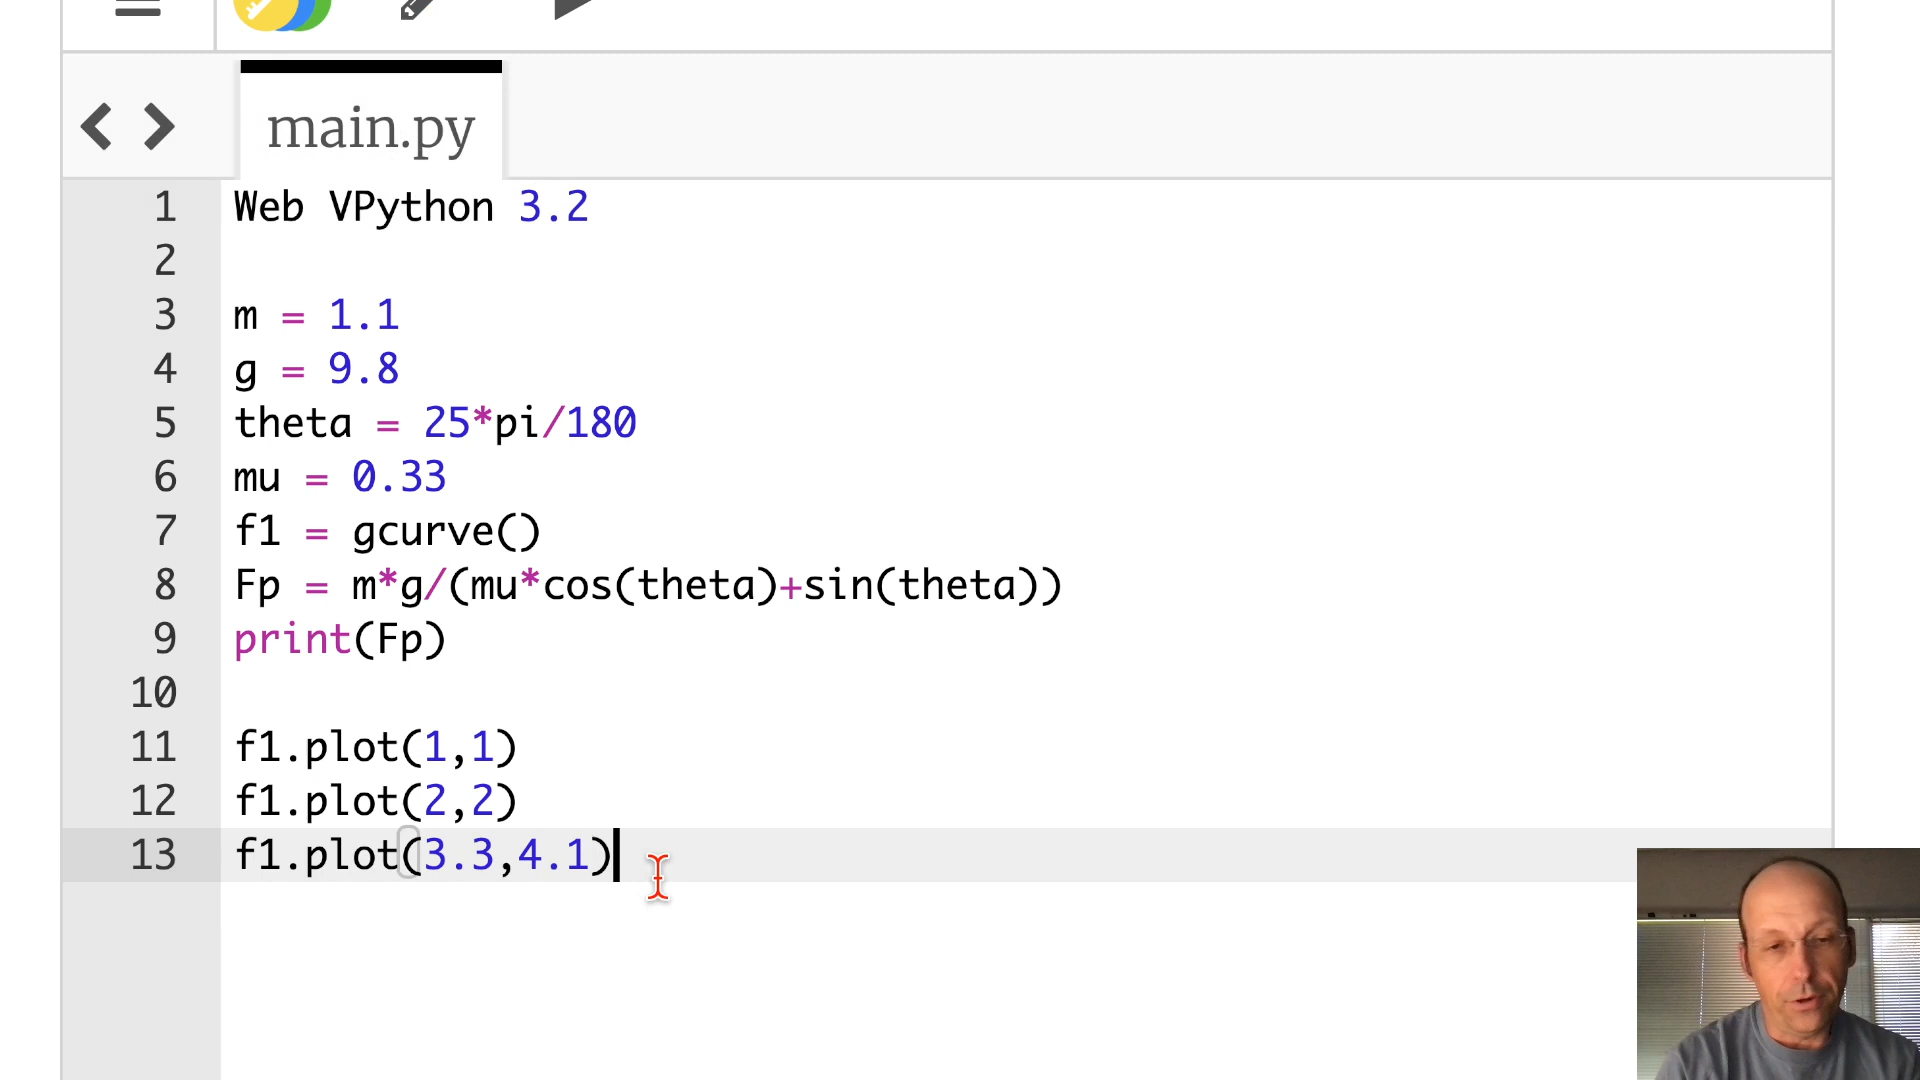 main.py
1 Web VPython 3.2
2
3 m = 1.1
4 g = 9.8
5 theta = 25*pi/180
6 mu = 0.33
7 f1 = gcurve()
8 Fp = m*g/(mu*cos(theta)+sin(theta))
9 print(Fp)
10
11 f1.plot(1,1)
12 f1.plot(2,2)
13 f1.plot(3.3,4.1)